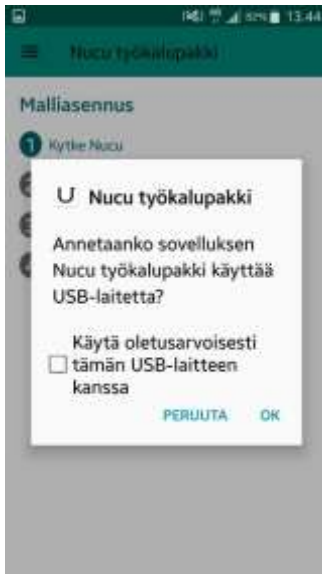 13.44
Nucu työkalupakki
Malliasennus
1 Kytke Nucu
Nucu työkalupakki
Annetaanko sovelluksen
Nucu työkalupakki käyttää
USB-laitetta?
Käytä oletusarvoisesti
tämän USB-laitteen
kanssa
PERUUTA OK